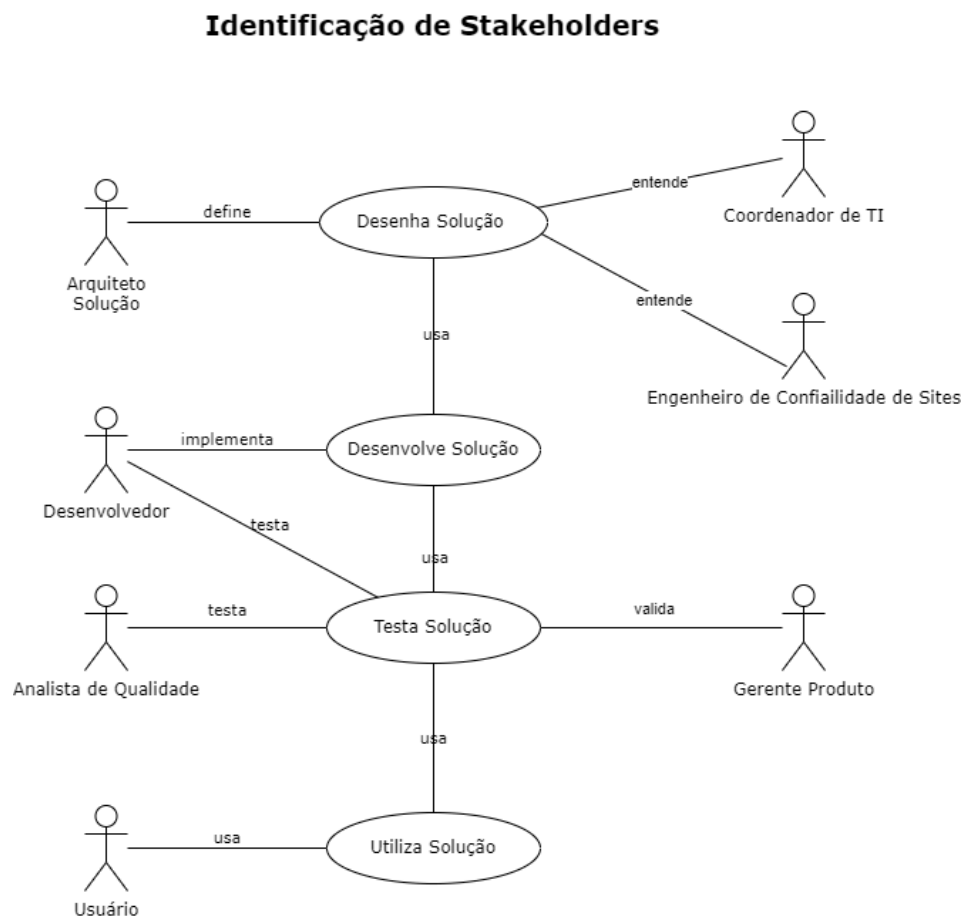 Identificação de Stakeholders
Coordenador de TI
entende
define
Desenha Solução
Arquiteto
Solução
entende
usa
Engenheiro de Confiailidade de Sites
implementa
Desenvolve Solução
Desenvolvedor
testa
usa
testa
Testa Solução
valida
Analista de Qualidade
Gerente Produto
usa
usa
Utiliza Solução
Usuário